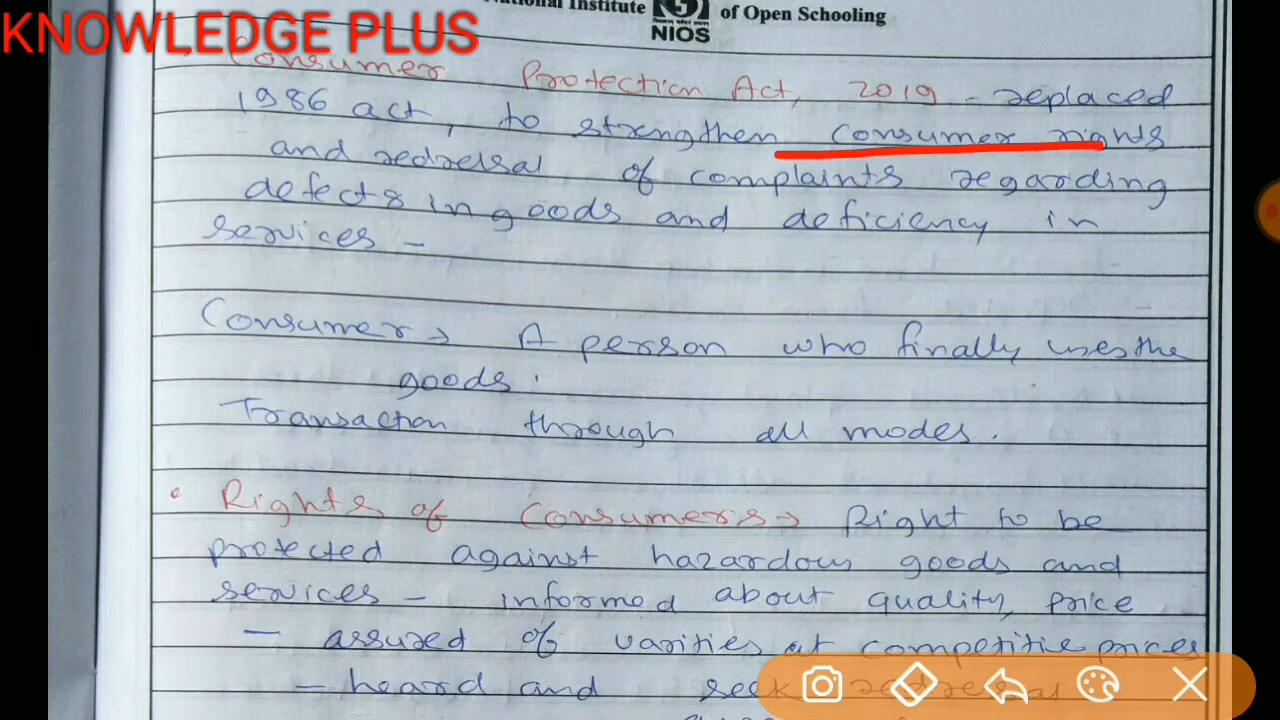 National Institute of Open Schooling
NIOS
KNOWLEDGE PLUS
Consumer Protection Act, 2019 - replaced
1986 act, to strengthen consumer rights
and redressal of complaints regarding
defects in goods and deficiency in
services -
Consumer → A person who finally uses the
goods.
Transaction through all modes.
• Rights of Consumers → Right to be
protected against hazardous goods and
services - informed about quality, price
- assured of varities at competitive prices
- heard and seek redressal